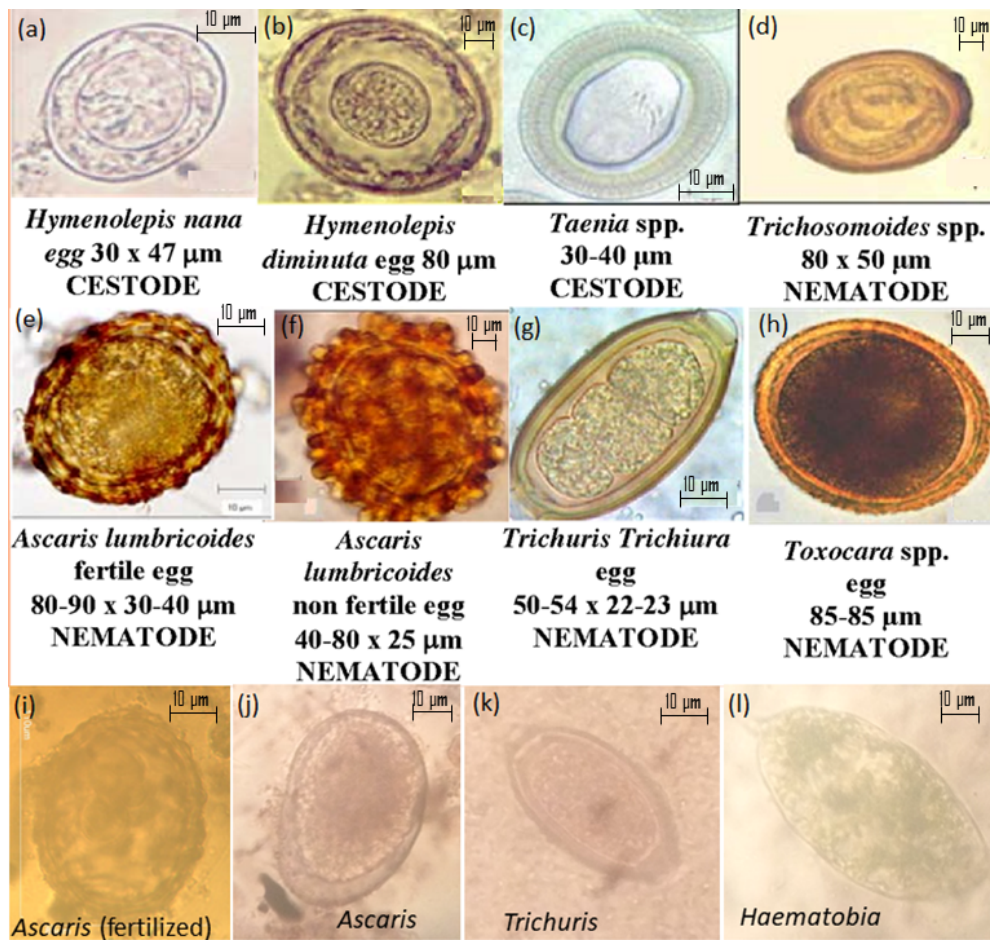 (a)
10 µm
(b)
10 µm
(c)
10 µm
(d)
10 µm
Hymenolepis nana
egg 30 x 47 µm
CESTODE
Hymenolepis
diminuta egg 80 µm
CESTODE
Taenia spp.
30-40 µm
CESTODE
Trichosomoides spp.
80 x 50 µm
NEMATODE
(e)
10 µm
10 µm
(f)
10 µm
(g)
10 µm
(h)
10 µm
Ascaris lumbricoides
fertile egg
80-90 x 30-40 µm
NEMATODE
Ascaris
lumbricoides
non fertile egg
40-80 x 25 µm
NEMATODE
Trichuris Trichiura
egg
50-54 x 22-23 µm
NEMATODE
Toxocara spp.
egg
85-85 µm
NEMATODE
(i)
10 µm
Ascaris (fertilized)
(j)
10 µm
Ascaris
(k)
10 µm
Trichuris
(l)
10 µm
Haematobia